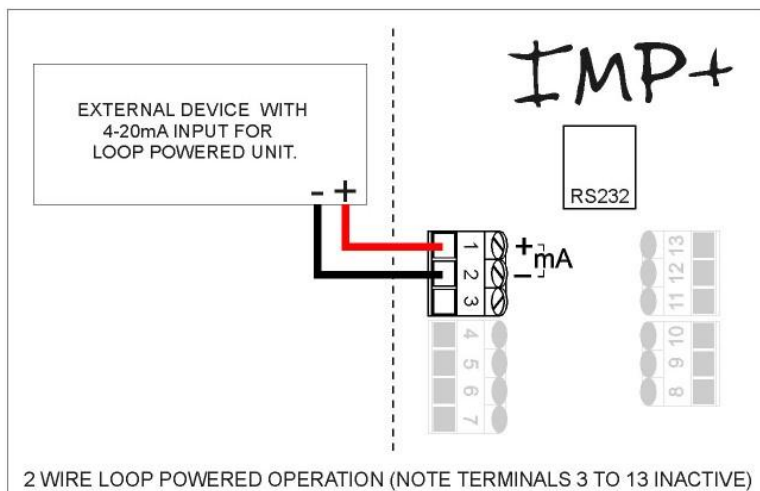 IMP+
EXTERNAL DEVICE WITH
4-20mA INPUT FOR
LOOP POWERED UNIT.
- +
RS232
1
2
3
+
-
mA
4
5
6
7
13
12
11
10
9
8
2 WIRE LOOP POWERED OPERATION (NOTE TERMINALS 3 TO 13 INACTIVE)